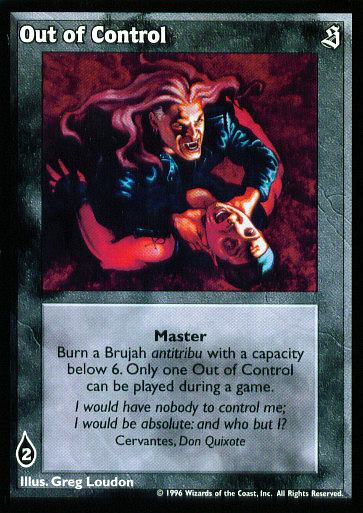 Out of Control
Master
Burn a Brujah antitribu with a capacity
below 6. Only one Out of Control
can be played during a game.
I would have nobody to control me;
I would be absolute: and who but I?
Cervantes, Don Quixote
2
Illus. Greg Loudon
© 1996 Wizards of the Coast, Inc. All Rights Reserved.